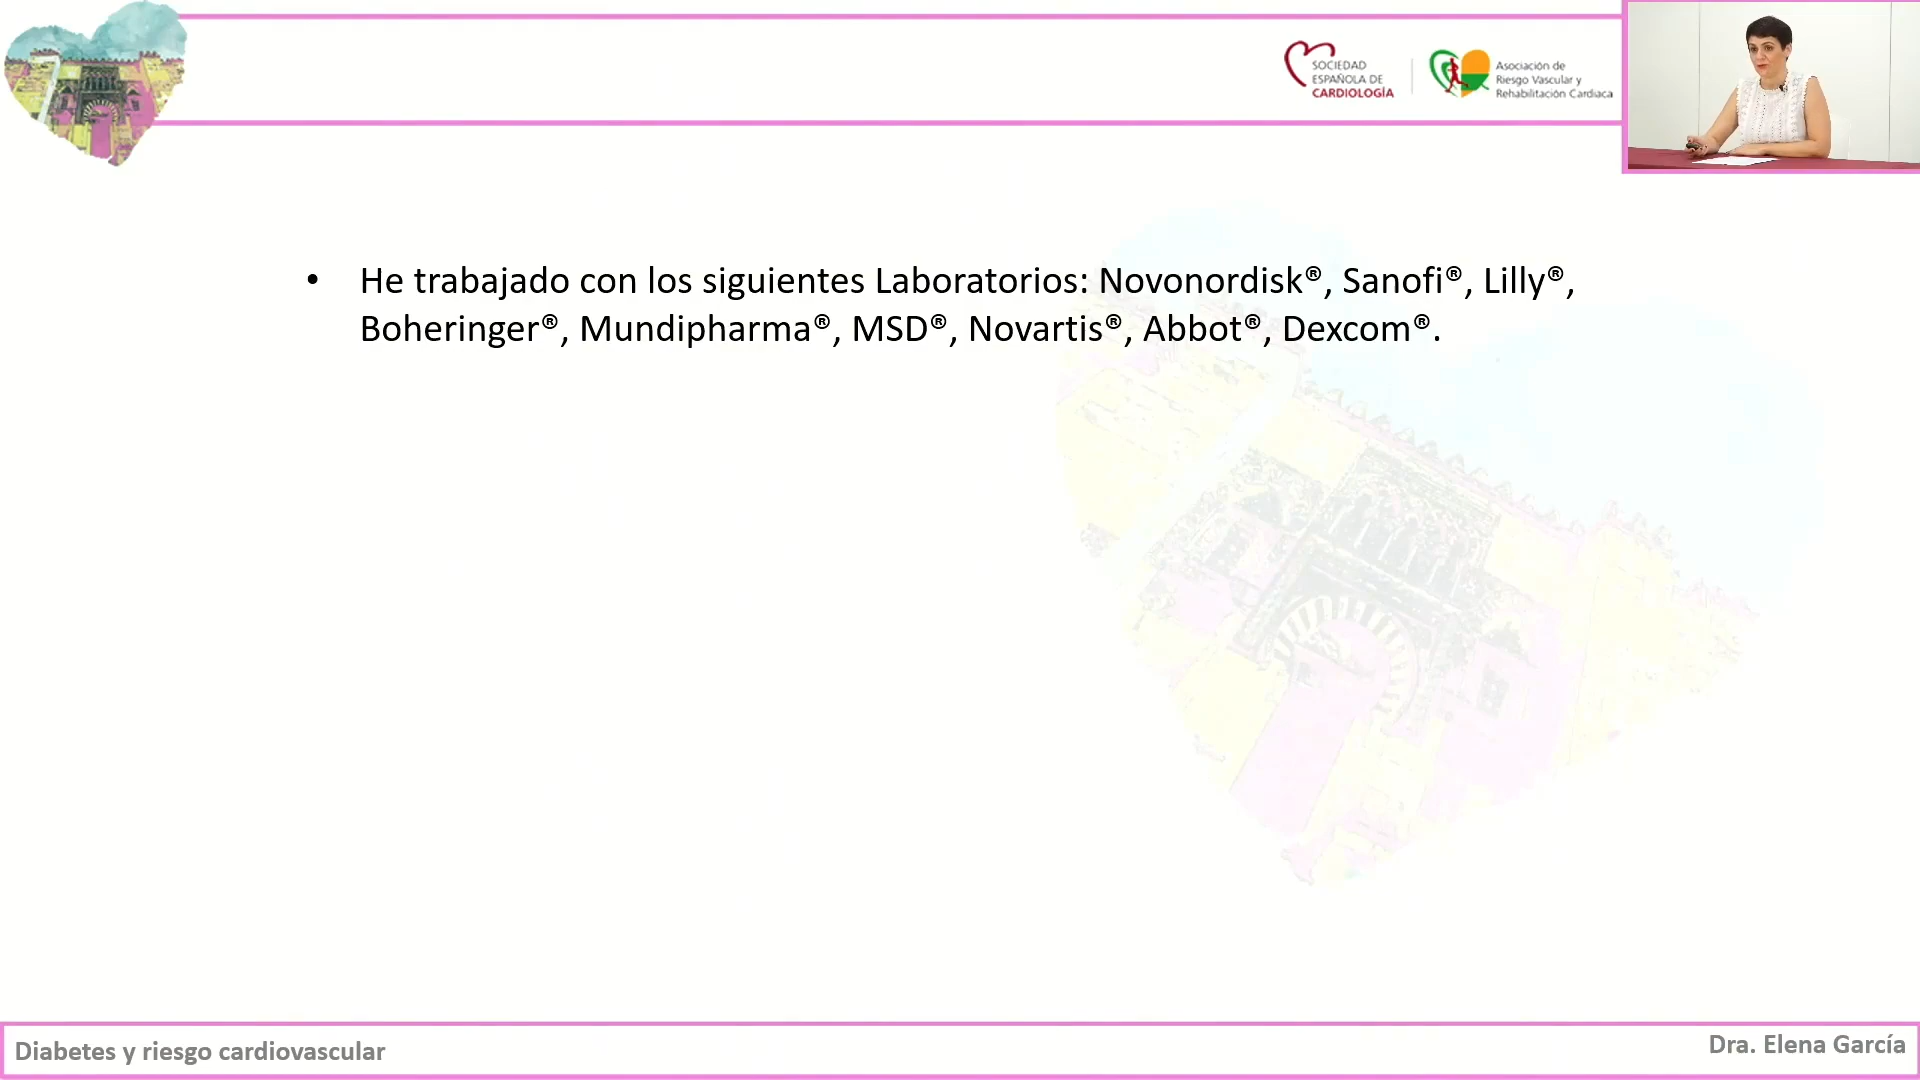 SOCIEDAD
ESPAÑOLA DE
CARDIOLOGÍA
Asociación de
Riesgo Vascular y
Rehabilitación Cardiaca
• He trabajado con los siguientes Laboratorios: Novonordisk®, Sanofi®, Lilly®,
Boheringer®, Mundipharma®, MSD®, Novartis®, Abbot®, Dexcom®.
Diabetes y riesgo cardiovascular
Dra. Elena García